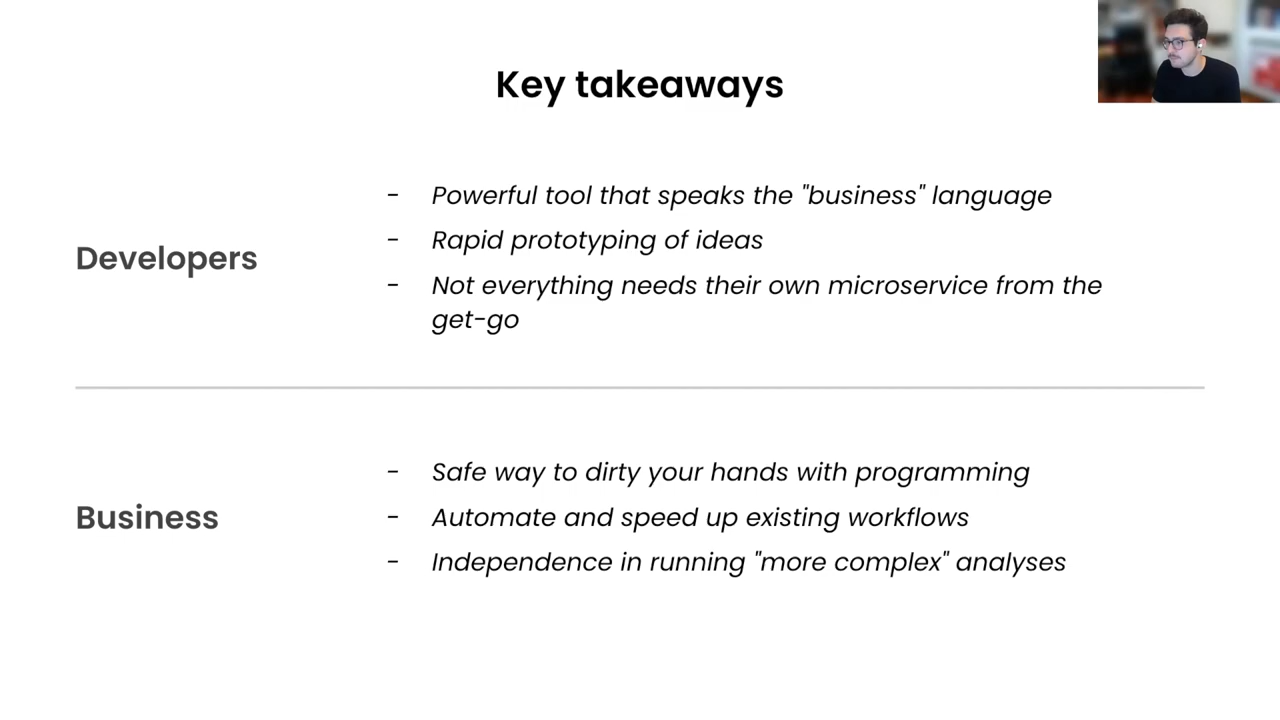 Key takeaways
Developers
- Powerful tool that speaks the "business" language
- Rapid prototyping of ideas
- Not everything needs their own microservice from the
get-go
Business
- Safe way to dirty your hands with programming
- Automate and speed up existing workflows
- Independence in running "more complex" analyses